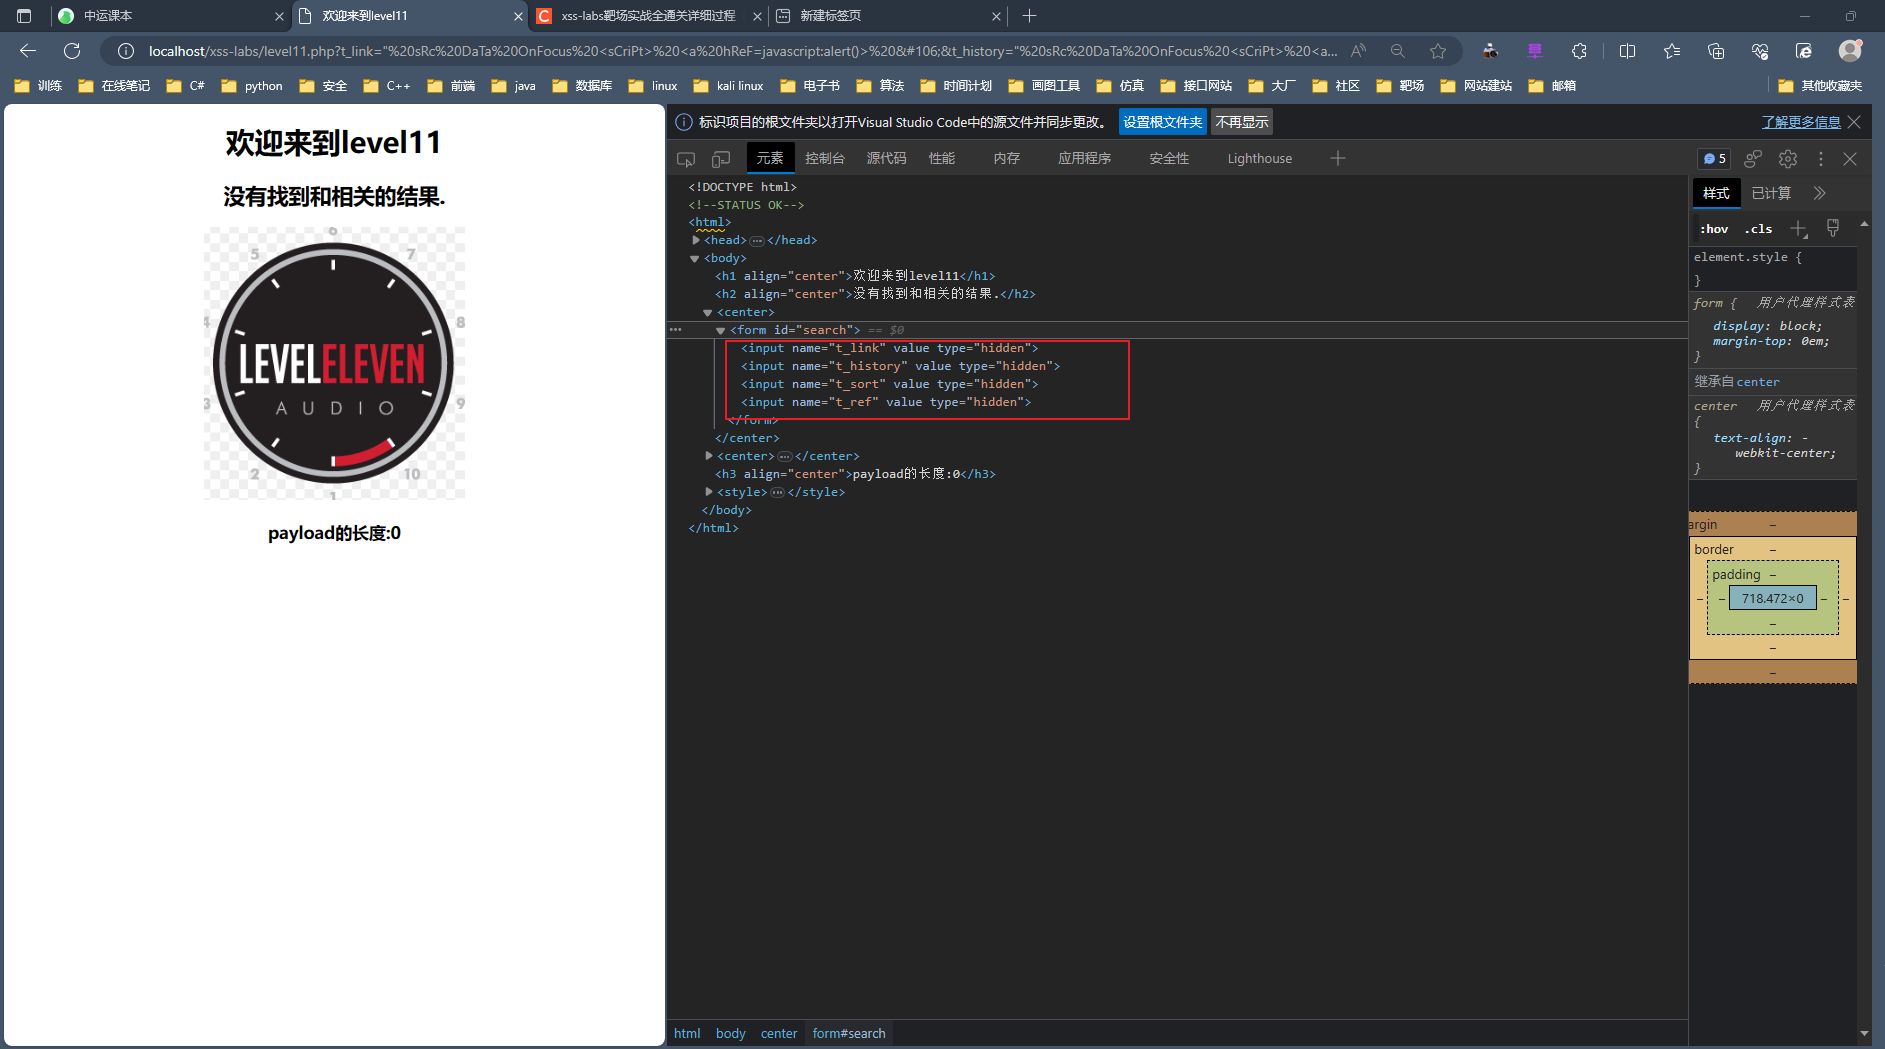 中运课本
欢迎来到level11
xss-labs靶场实战全通关详细过程
新建标签页
localhost/xss-labs/level11.php?t_link="%20sRc%20DaTa%20OnFocus%20<sCriPt>%20<a%20hReF=javascript:alert()>%20&#106;&t_history="%20sRc%20DaTa%20OnFocus%20<sCriPt>%20<a...
训练 在线笔记 C# python 安全 C++ 前端 java 数据库 linux kali linux 电子书 算法 时间计划 画图工具 仿真 接口网站 大厂 社区 靶场 网站建站 邮箱 其他收藏夹
欢迎来到level11
没有找到和相关的结果.
6
5 7
4 8
LEVELELEVEN
AUDIO
3 9
2 10
1
payload的长度:0
标识项目的根文件夹以打开Visual Studio Code中的源文件并同步更改。 设置根文件夹 不再显示 了解更多信息
元素 控制台 源代码 性能 内存 应用程序 安全性 Lighthouse 5
<!DOCTYPE html>
<!--STATUS OK-->
<html>
<head>…</head>
<body>
<h1 align="center">欢迎来到level11</h1>
<h2 align="center">没有找到和相关的结果.</h2>
<center>
… <form id="search"> == $0
<input name="t_link" value type="hidden">
<input name="t_history" value type="hidden">
<input name="t_sort" value type="hidden">
<input name="t_ref" value type="hidden">
</form>
</center>
<center>…</center>
<h3 align="center">payload的长度:0</h3>
<style>…</style>
</body>
</html>
html body center form#search
样式 已计算
:hov .cls
element.style {
}
form { 用户代理样式表
display: block;
margin-top: 0em;
}
继承自 center
center 用户代理样式表
{
text-align: -
webkit-center;
}
argin –
border –
padding –
– – 718.472×0 – –
–
–
–